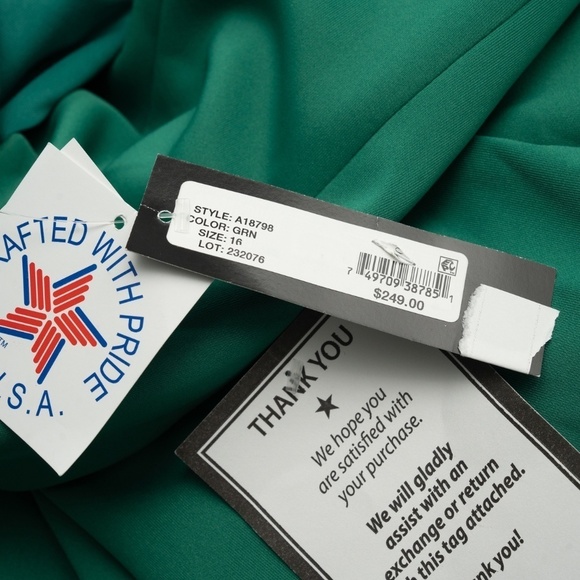 RAFTED WITH PRIDE
.S.A.
TM
STYLE: A18798
COLOR: GRN
SIZE: 16
LOT: 232076
7 49709 38785 1
$249.00
THANK YOU
We hope you
are satisfied with
your purchase.
We will gladly
assist with an
exchange or return
this tag attached.
you!